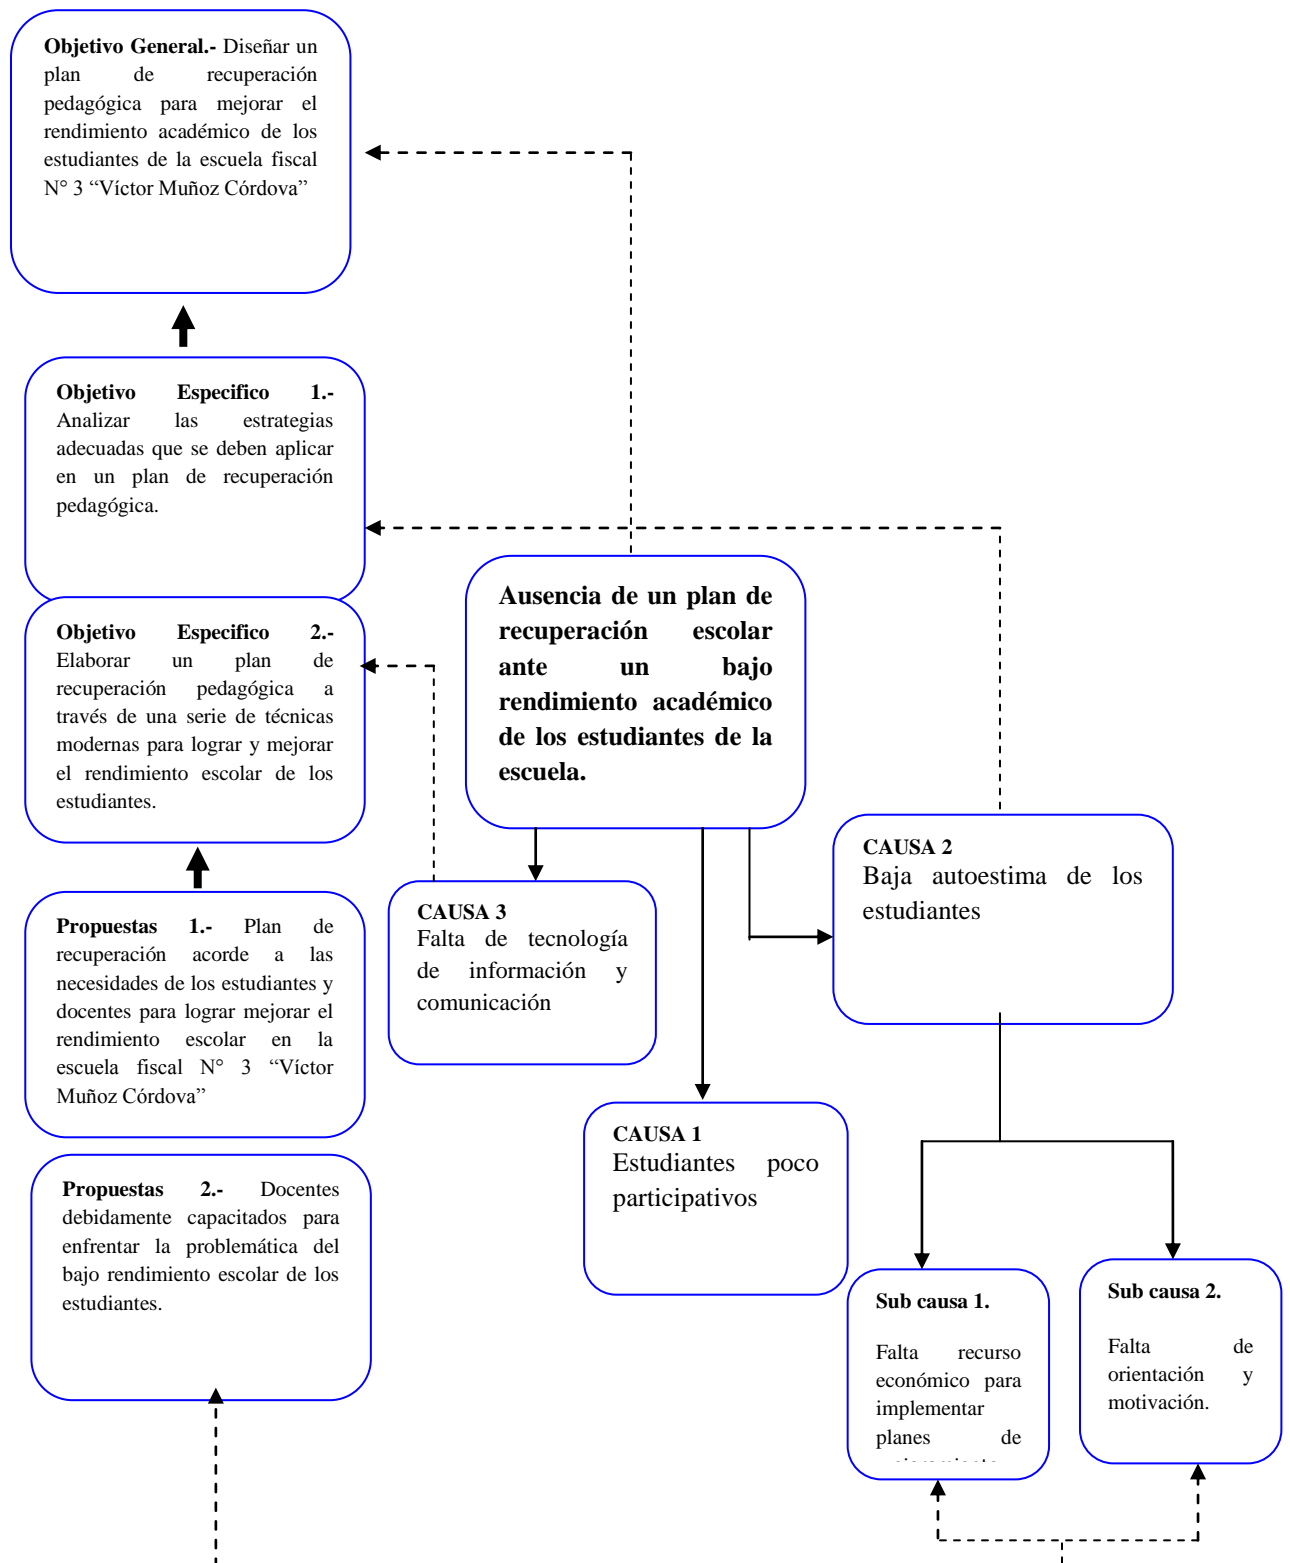 Objetivo General.- Diseñar un
plan de recuperación
pedagógica para mejorar el
rendimiento académico de los
estudiantes de la escuela fiscal
N° 3 “Víctor Muñoz Córdova”
Objetivo Especifico 1.-
Analizar las estrategias
adecuadas que se deben aplicar
en un plan de recuperación
pedagógica.
Objetivo Especifico 2.-
Elaborar un plan de
recuperación pedagógica a
través de una serie de técnicas
modernas para lograr y mejorar
el rendimiento escolar de los
estudiantes.
Propuestas 1.- Plan de
recuperación acorde a las
necesidades de los estudiantes y
docentes para lograr mejorar el
rendimiento escolar en la
escuela fiscal N° 3 “Víctor
Muñoz Córdova”
Propuestas 2.- Docentes
debidamente capacitados para
enfrentar la problemática del
bajo rendimiento escolar de los
estudiantes.
Ausencia de un plan de
recuperación escolar
ante un bajo
rendimiento académico
de los estudiantes de la
escuela.
CAUSA 3
Falta de tecnología
de información y
comunicación
CAUSA 2
Baja autoestima de los
estudiantes
CAUSA 1
Estudiantes poco
participativos
Sub causa 1.
Falta recurso
económico para
implementar
planes de
Sub causa 2.
Falta de
orientación y
motivación.